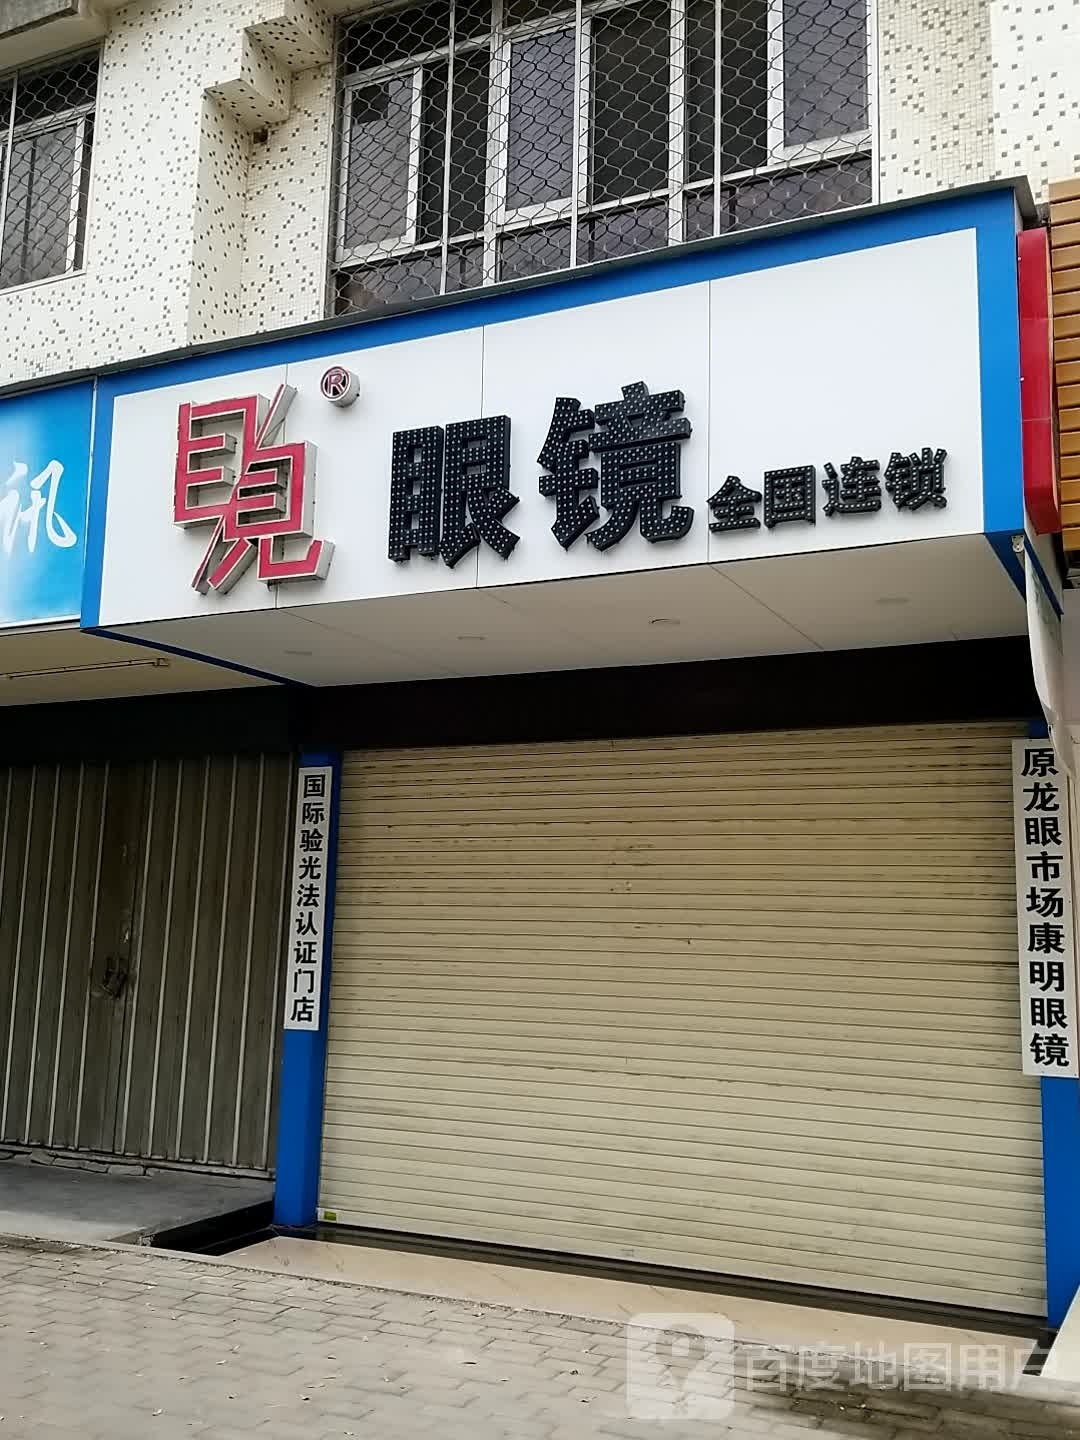 讯
® 眼镜 全国连锁
国际验光法认证门店
原龙眼市场康明眼镜
百度地图用户